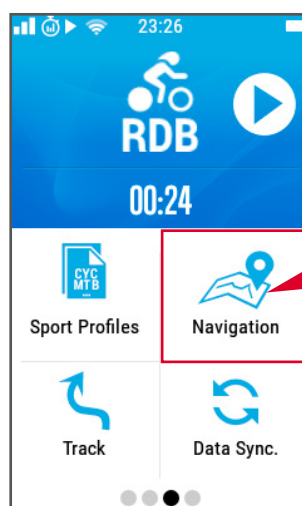 23:26
RDB
00:24
CYC
MTB
Sport Profiles
Navigation
Track
Data Sync.